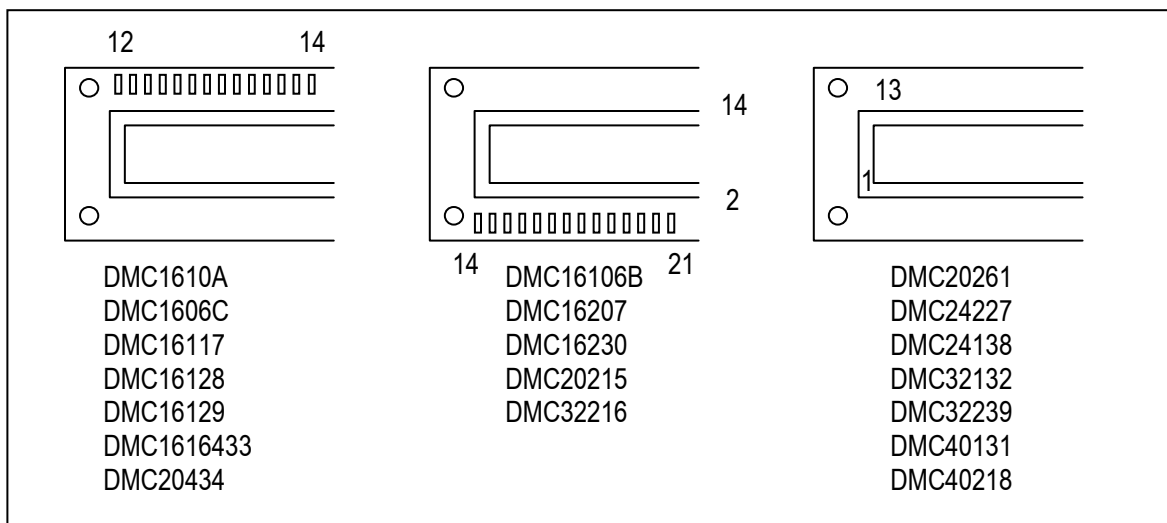 12 14
14
2
14 21
13
1
DMC1610A
DMC1606C
DMC16117
DMC16128
DMC16129
DMC1616433
DMC20434
DMC16106B
DMC16207
DMC16230
DMC20215
DMC32216
DMC20261
DMC24227
DMC24138
DMC32132
DMC32239
DMC40131
DMC40218